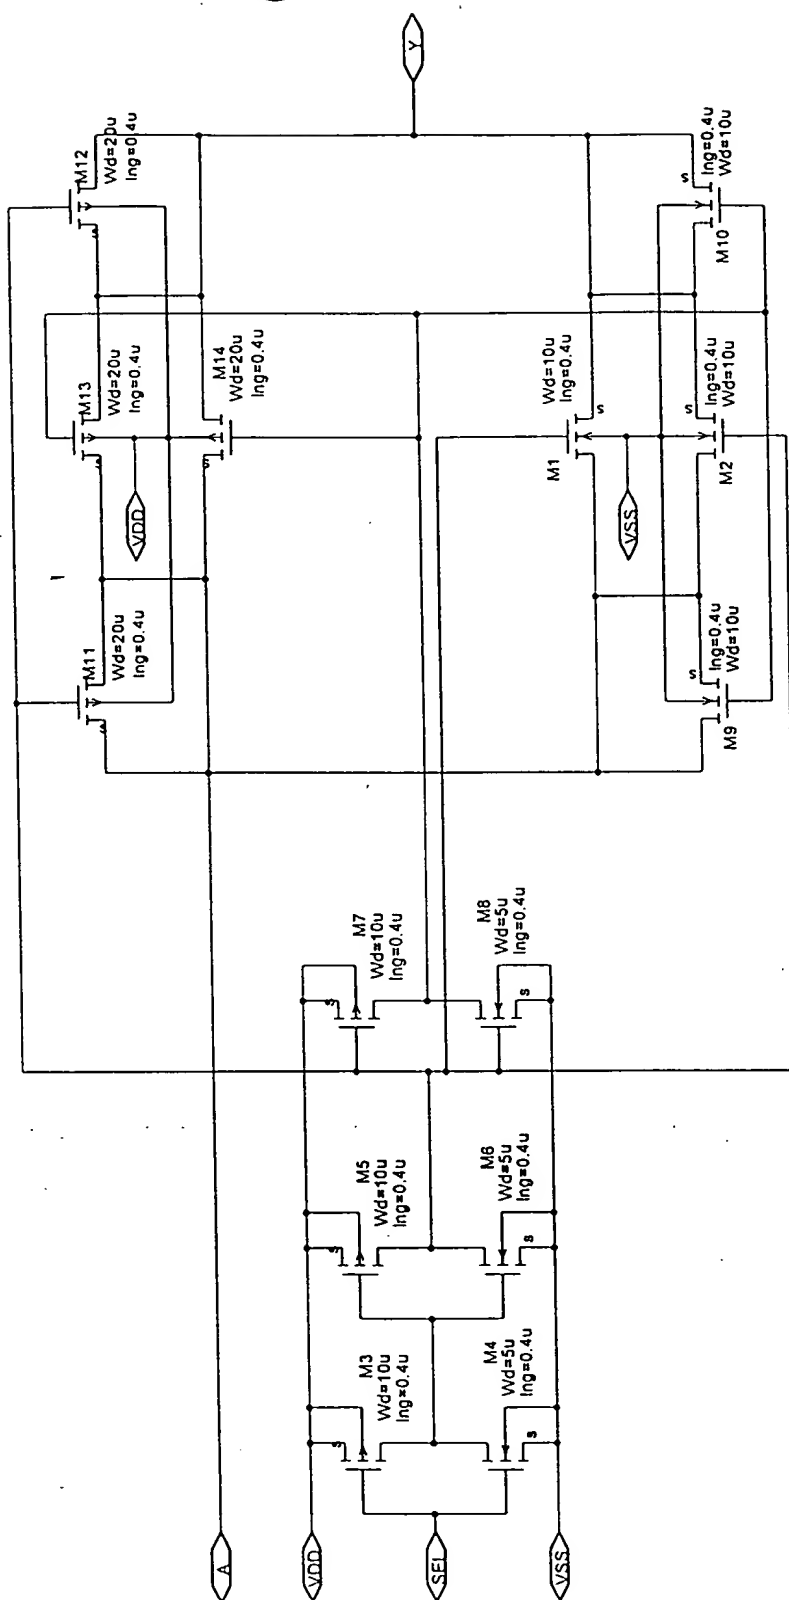 Y
M12
Wd=20u
lng=0.4u
M13
Wd=20u
lng=0.4u
M14
Wd=20u
lng=0.4u
VDD
M11
Wd=20u
lng=0.4u
s
s
s
s
lng=0.4u
Wd=10u
M10
s
Wd=10u
lng=0.4u
M1
s
lng=0.4u
Wd=10u
M2
s
VSS
lng=0.4u
Wd=10u
M9
s
M7
Wd=10u
lng=0.4u
s
M8
Wd=5u
lng=0.4u
s
M5
Wd=10u
lng=0.4u
s
M6
Wd=5u
lng=0.4u
s
M3
Wd=10u
lng=0.4u
s
M4
Wd=5u
lng=0.4u
s
A
VDD
SEL
VSS